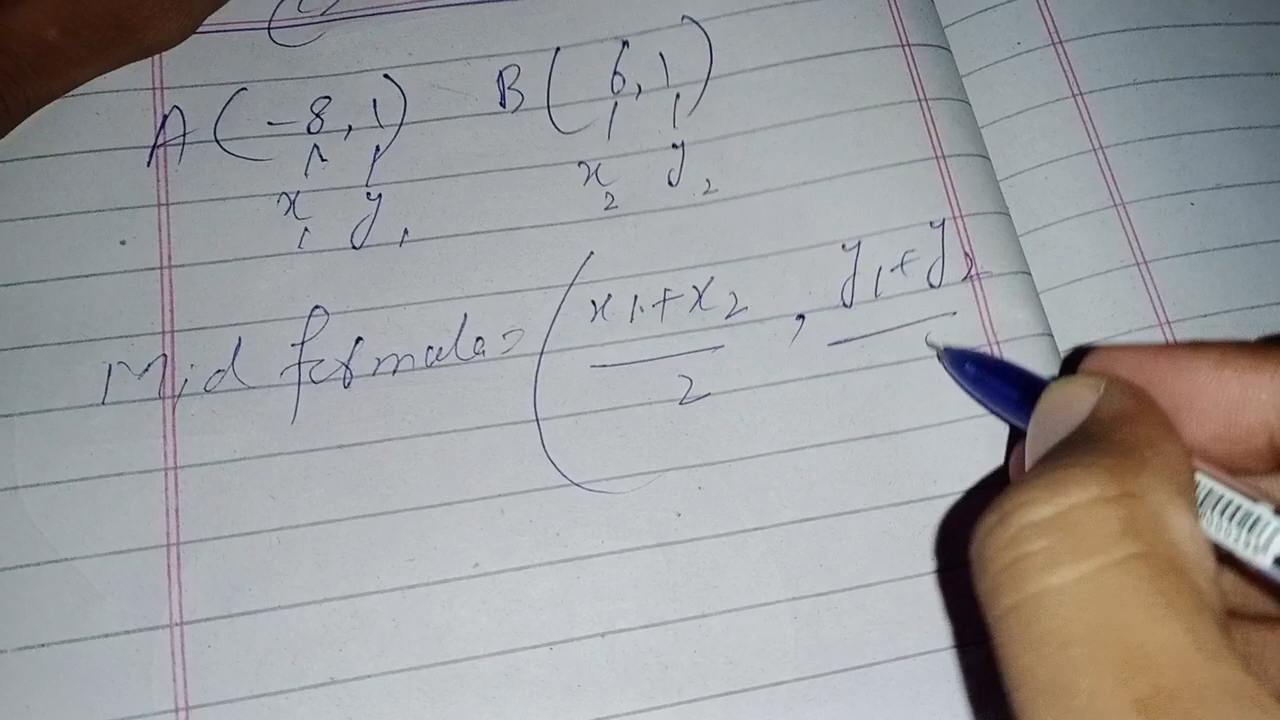 A(-8,1) B(6,1)
x₁ y₁ x₂ y₂
Mid formula = (x₁+x₂/2, y₁+y₂/